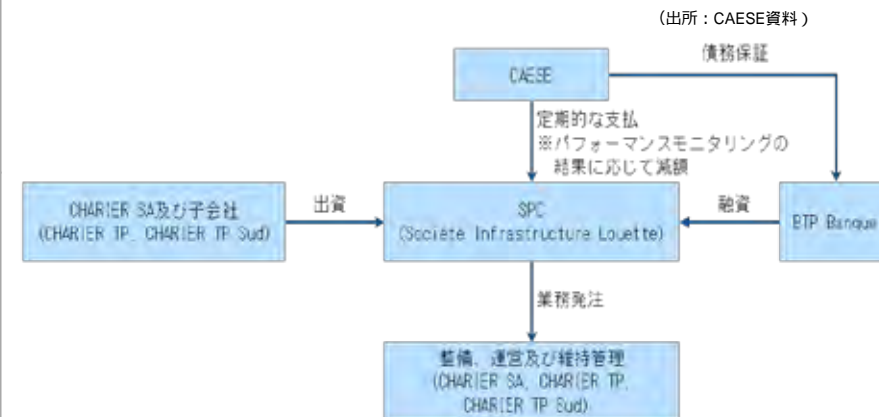 （出所：CAESE資料）
債務保証
CAESE
定期的な支払
※パフォーマンスモニタリングの
結果に応じて減額
CHARIER SA及び子会社
(CHARIER TP、CHARIER TP Sud)
出資
SPC
(Société Infrastructure Louette)
融資
BTP Banque
業務発注
整備、運営及び維持管理
(CHARIER SA、CHARIER TP、
CHARIER TP Sud)